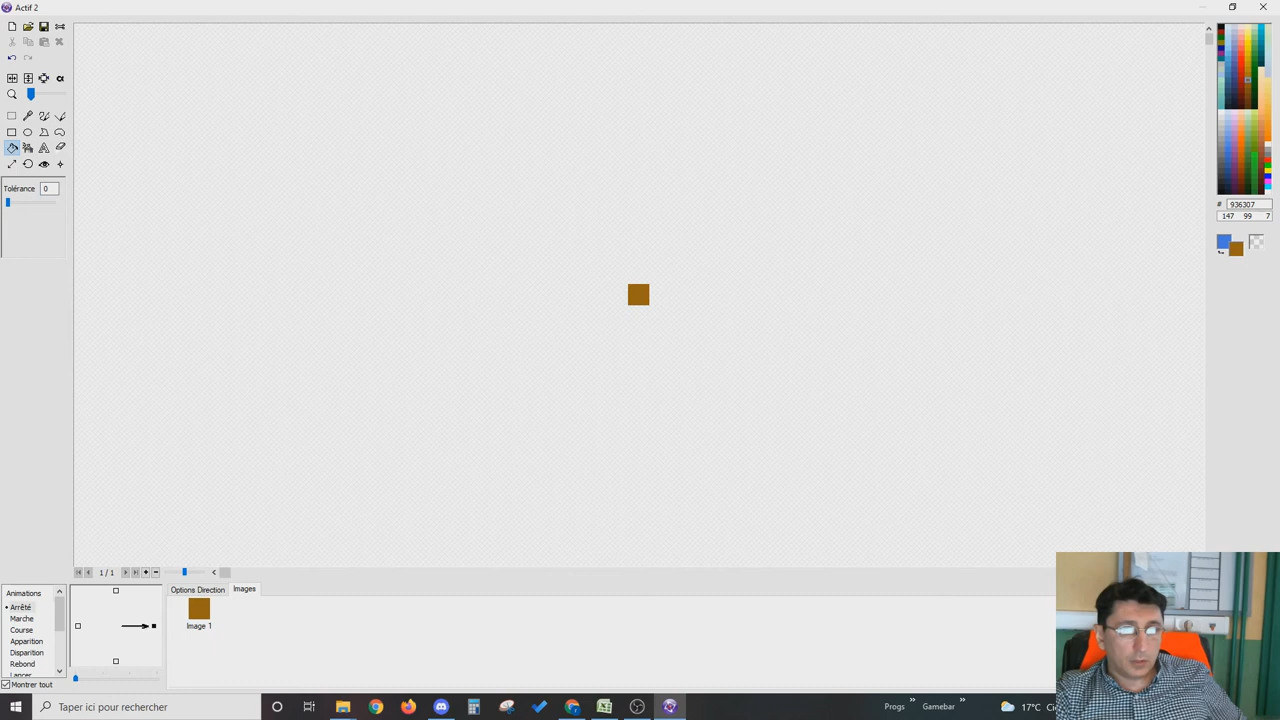 Actif 2
Tolérance 0
# 936307
147 99 7
1 / 1
Animations
Options Direction
Images
• Arrêté
Marche
Course
Apparition
Disparition
Rebond
Lancer
Montrer tout
Image 1
Taper ici pour rechercher
Progs
Gamebar
17°C